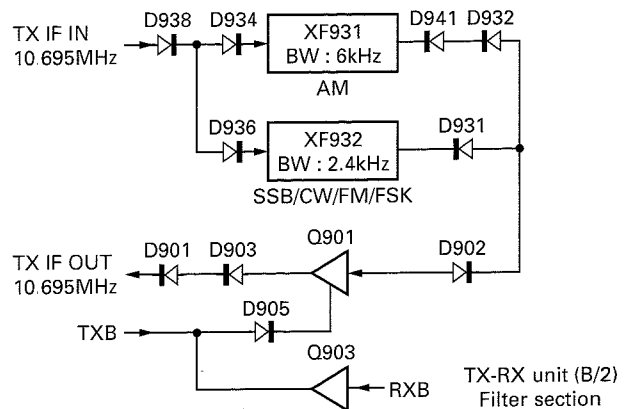 D938 D934
TX IF IN
10.695MHz
XF931
BW : 6kHz
D941 D932
AM
D936
XF932
BW : 2.4kHz
D931
SSB/CW/FM/FSK
TX IF OUT
10.695MHz
D901 D903
Q901
D902
D905
TXB
Q903
RXB
TX-RX unit (B/2)
Filter section